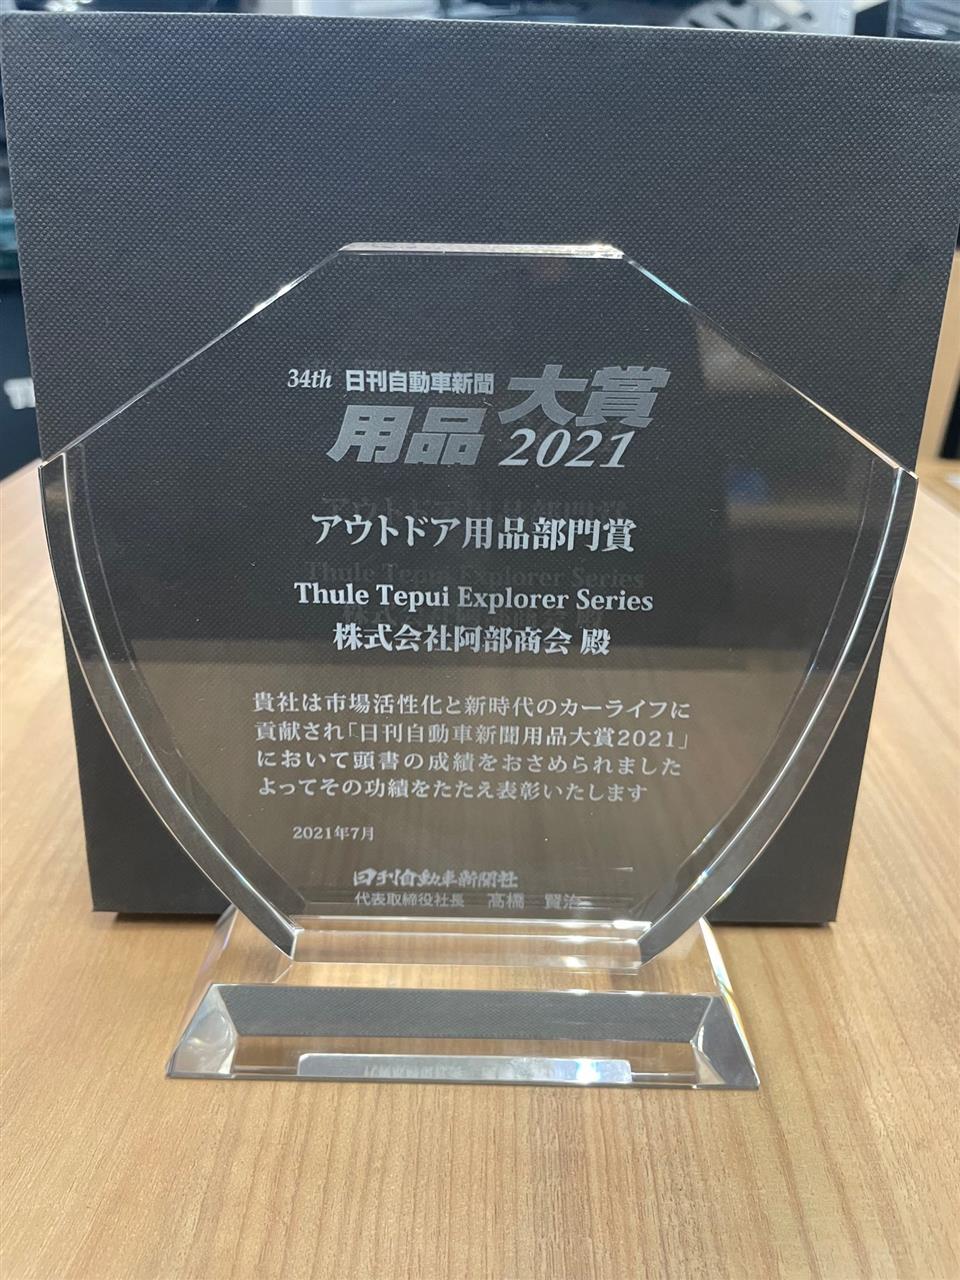 34th 日刊自動車新聞
用品大賞
2021
アウトドア用品部門賞
Thule Tepui Explorer Series
株式会社阿部商会 殿
貴社は市場活性化と新時代のカーライフに
貢献され「日刊自動車新聞用品大賞2021」
において頭書の成績をおさめられました
よってその功績をたたえ表彰いたします
2021年7月
日刊自動車新聞社
代表取締役社長 高橋 賢治